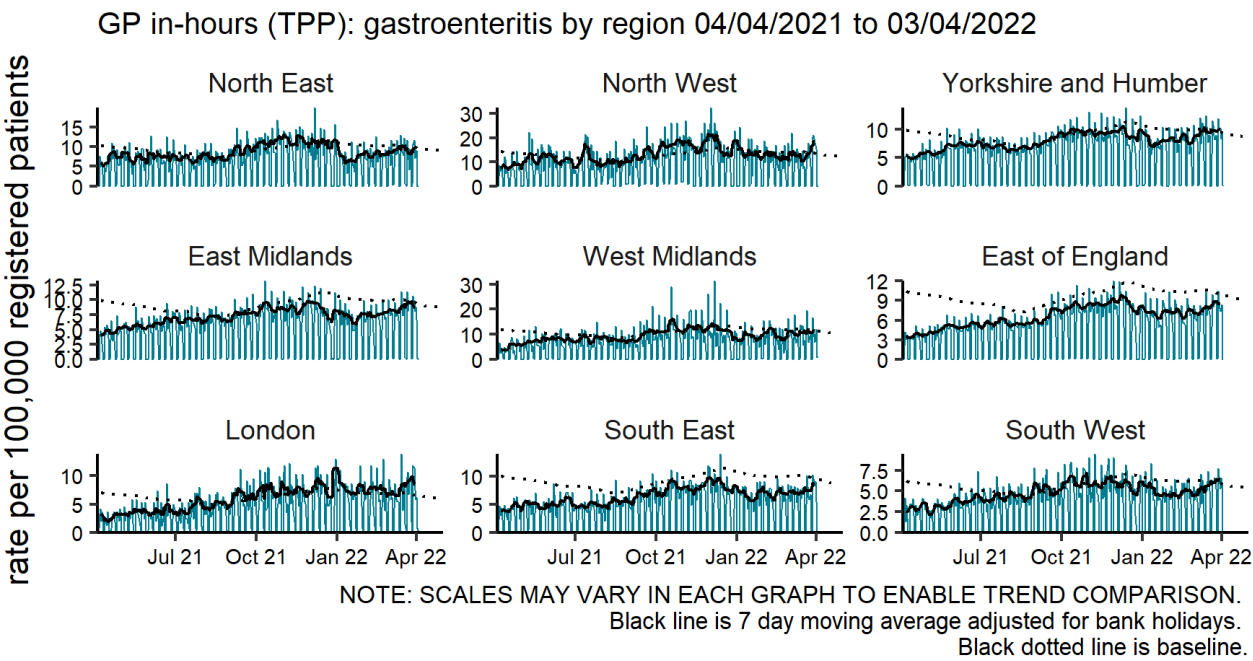 GP in-hours (TPP): gastroenteritis by region 04/04/2021 to 03/04/2022
rate per 100,000 registered patients
North East
15
10
5
0
North West
30
20
10
0
Yorkshire and Humber
10
5
0
East Midlands
12.5
10.0
7.5
5.0
2.5
0.0
West Midlands
30
20
10
0
East of England
12
9
6
3
0
London
10
5
0
Jul 21 Oct 21 Jan 22 Apr 22
South East
10
5
0
Jul 21 Oct 21 Jan 22 Apr 22
South West
7.5
5.0
2.5
0.0
Jul 21 Oct 21 Jan 22 Apr 22
NOTE: SCALES MAY VARY IN EACH GRAPH TO ENABLE TREND COMPARISON.
Black line is 7 day moving average adjusted for bank holidays.
Black dotted line is baseline.